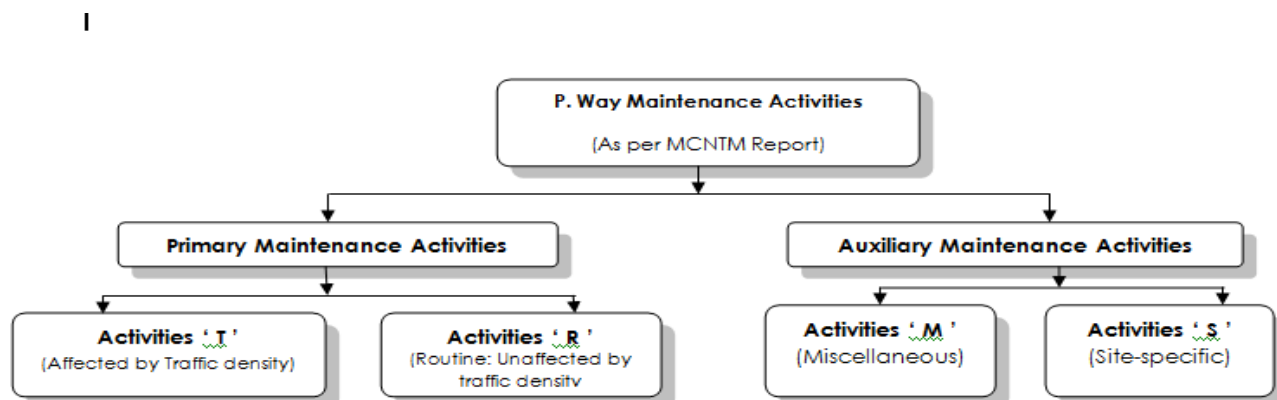 I
P. Way Maintenance Activities
(As per MCNTM Report)
Primary Maintenance Activities
Auxiliary Maintenance Activities
Activities ‘ T ’
(Affected by Traffic density)
Activities ‘ R ’
(Routine: Unaffected by
traffic density
Activities ‘ M ’
(Miscellaneous)
Activities ‘ S ’
(Site-specific)